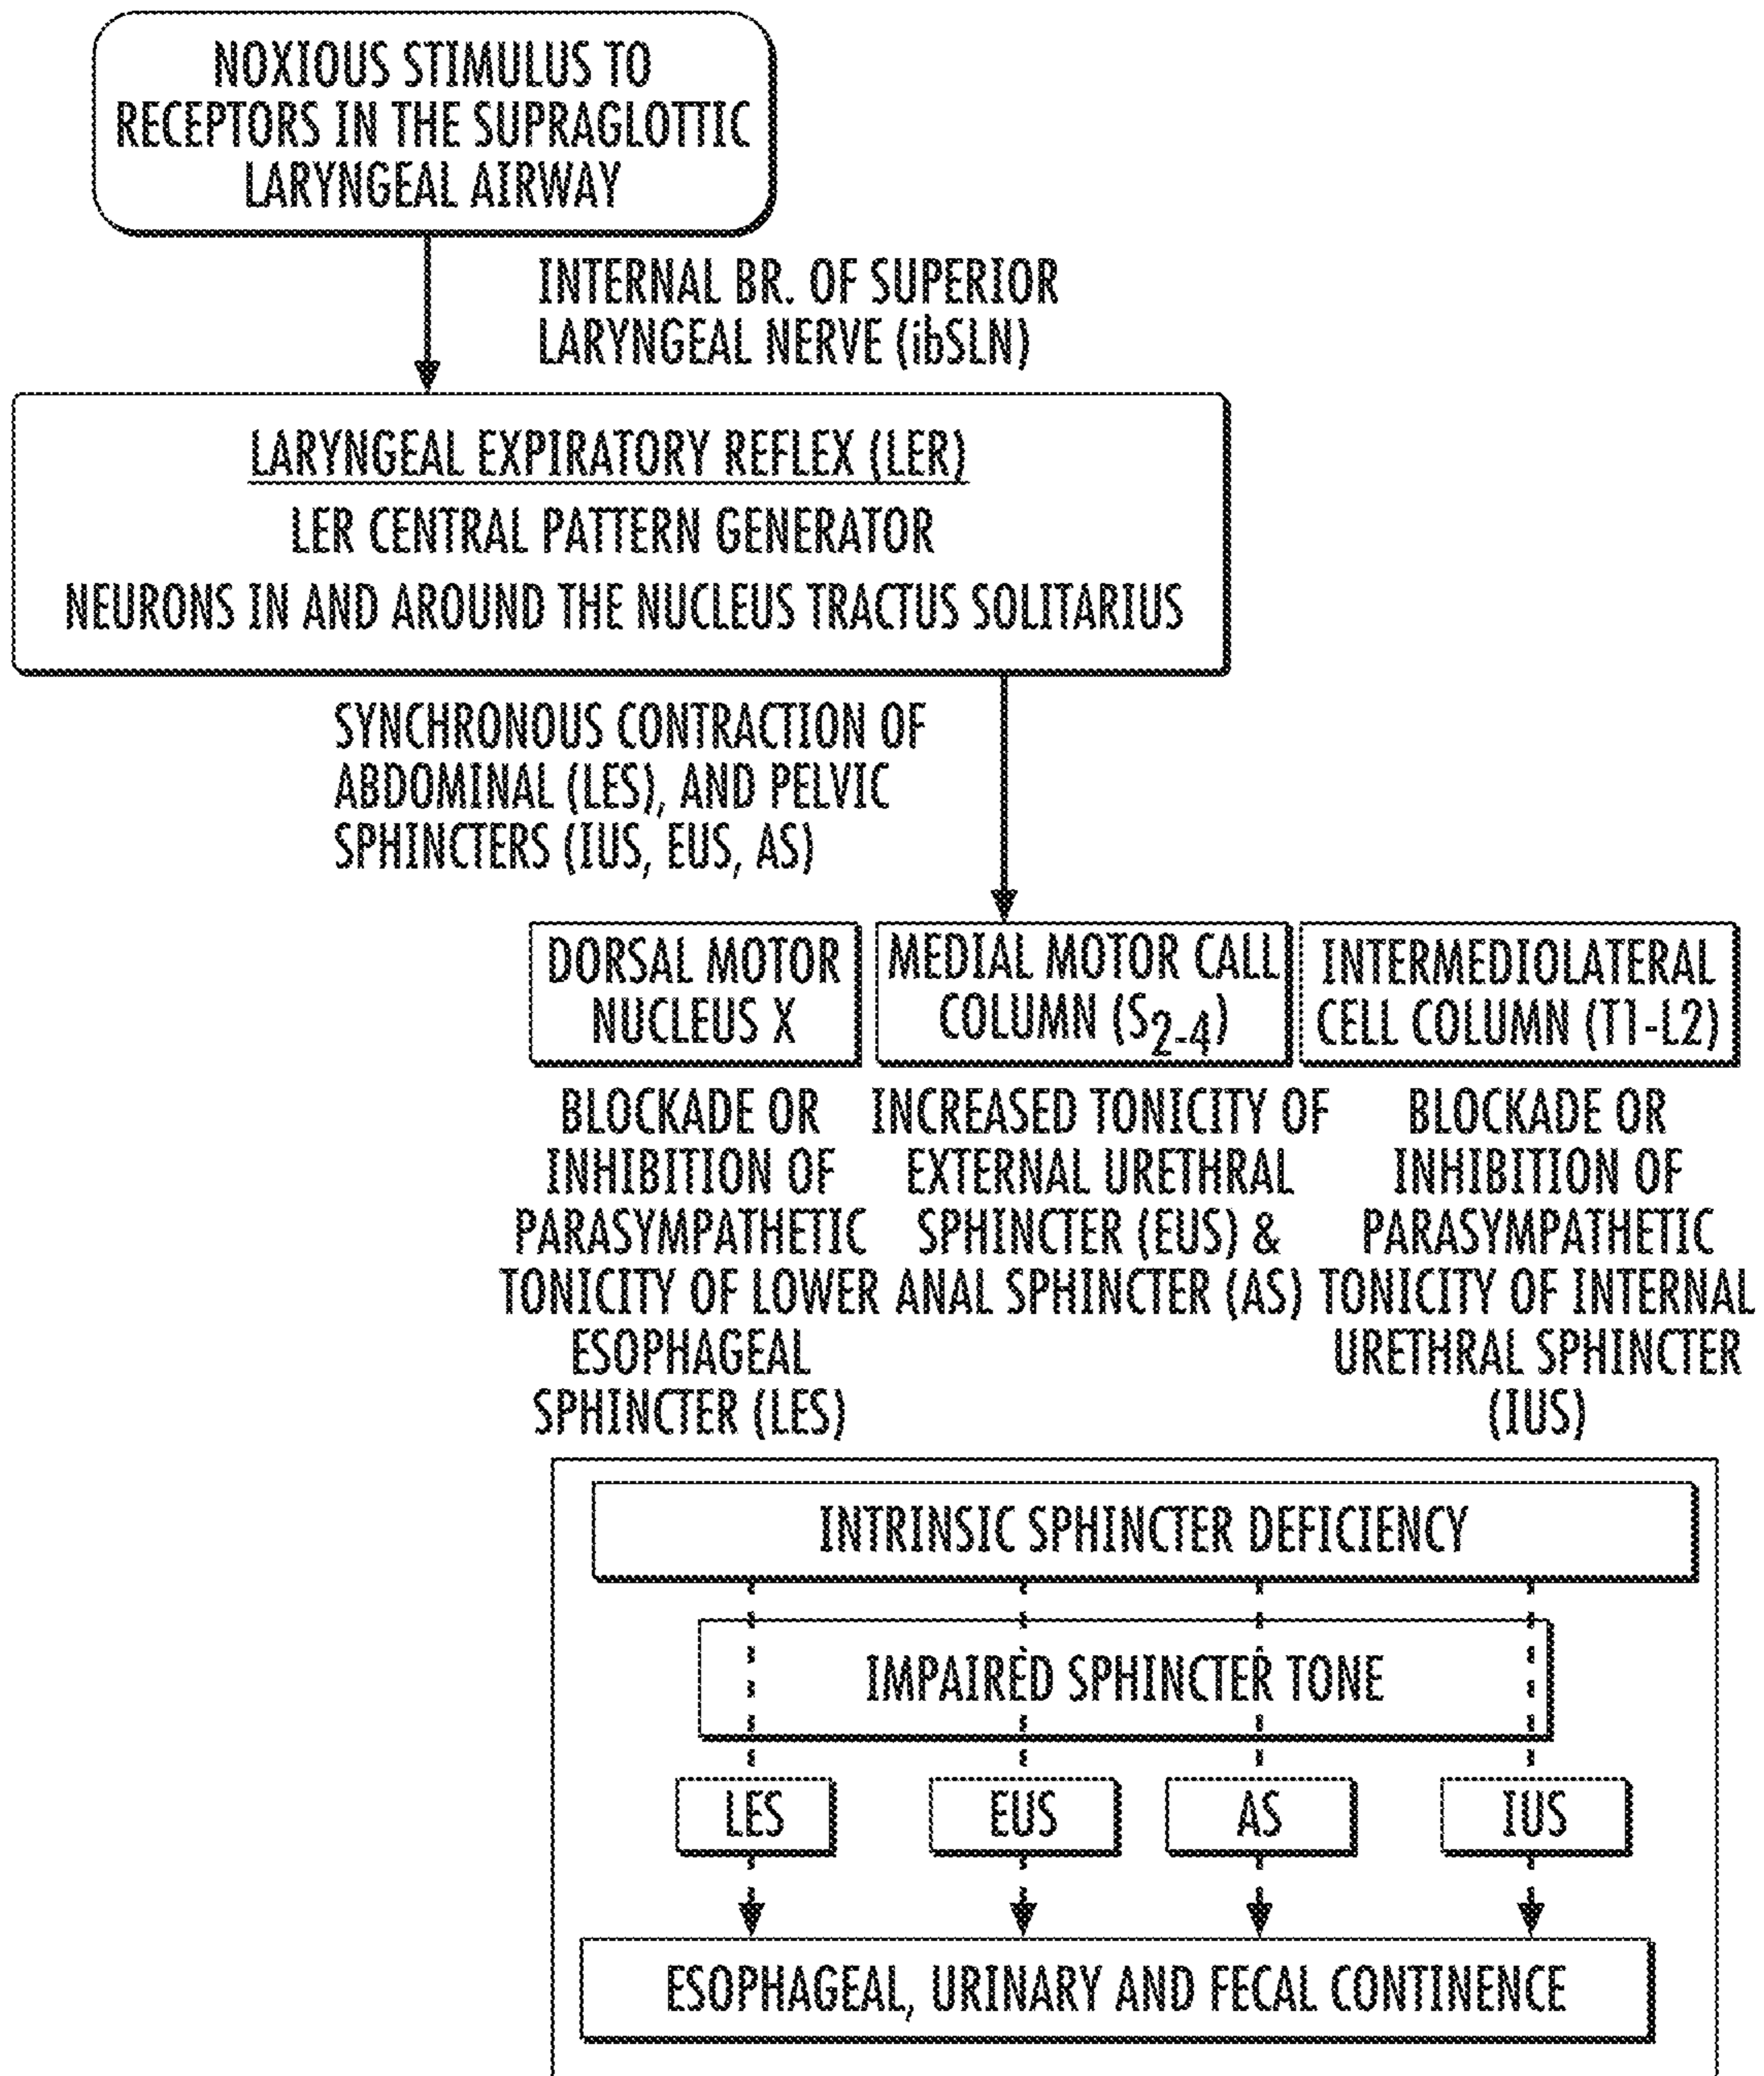 NOXIOUS STIMULUS TO
RECEPTORS IN THE SUPRAGLOTTIC
LARYNGEAL AIRWAY
INTERNAL BR. OF SUPERIOR
LARYNGEAL NERVE (ibSLN)
LARYNGEAL EXPIRATORY REFLEX (LER)
LER CENTRAL PATTERN GENERATOR
NEURONS IN AND AROUND THE NUCLEUS TRACTUS SOLITARIUS
SYNCHRONOUS CONTRACTION OF
ABDOMINAL (LES), AND PELVIC
SPHINCTERS (IUS, EUS, AS)
DORSAL MOTOR
NUCLEUS X
MEDIAL MOTOR CALL
COLUMN (S2-4)
INTERMEDIOLATERAL
CELL COLUMN (T1-L2)
BLOCKADE OR
INHIBITION OF
PARASYMPATHETIC
TONICITY OF LOWER
ESOPHAGEAL
SPHINCTER (LES)
INCREASED TONICITY OF
EXTERNAL URETHRAL
SPHINCTER (EUS) &
ANAL SPHINCTER (AS)
BLOCKADE OR
INHIBITION OF
PARASYMPATHETIC
TONICITY OF INTERNAL
URETHRAL SPHINCTER
(IUS)
INTRINSIC SPHINCTER DEFICIENCY
IMPAIRED SPHINCTER TONE
LES
EUS
AS
IUS
ESOPHAGEAL, URINARY AND FECAL CONTINENCE